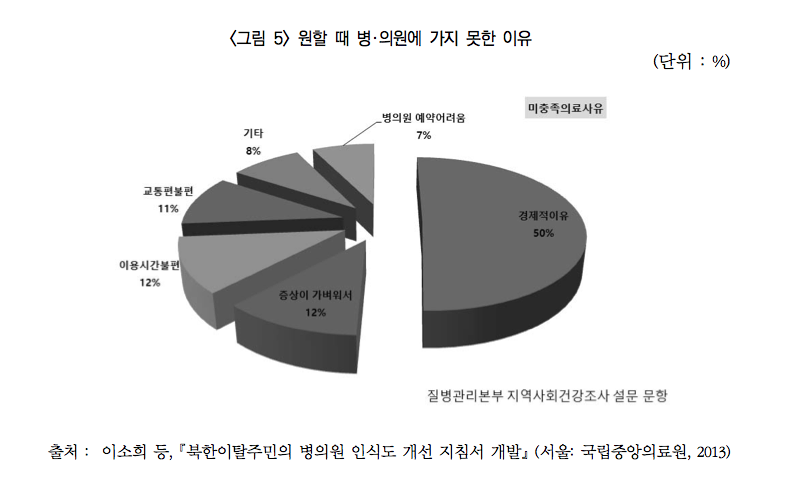 <그림 5> 원할 때 병·의원에 가지 못한 이유
(단위 : %)
미충족의료사유
병의원 예약어려움
7%
기타
8%
교통편불편
11%
경제적이유
50%
이용시간불편
12%
증상이 가벼워서
12%
질병관리본부 지역사회건강조사 설문 문항
출처 : 이소희 등, 『북한이탈주민의 병의원 인식도 개선 지침서 개발』 (서울: 국립중앙의료원, 2013)